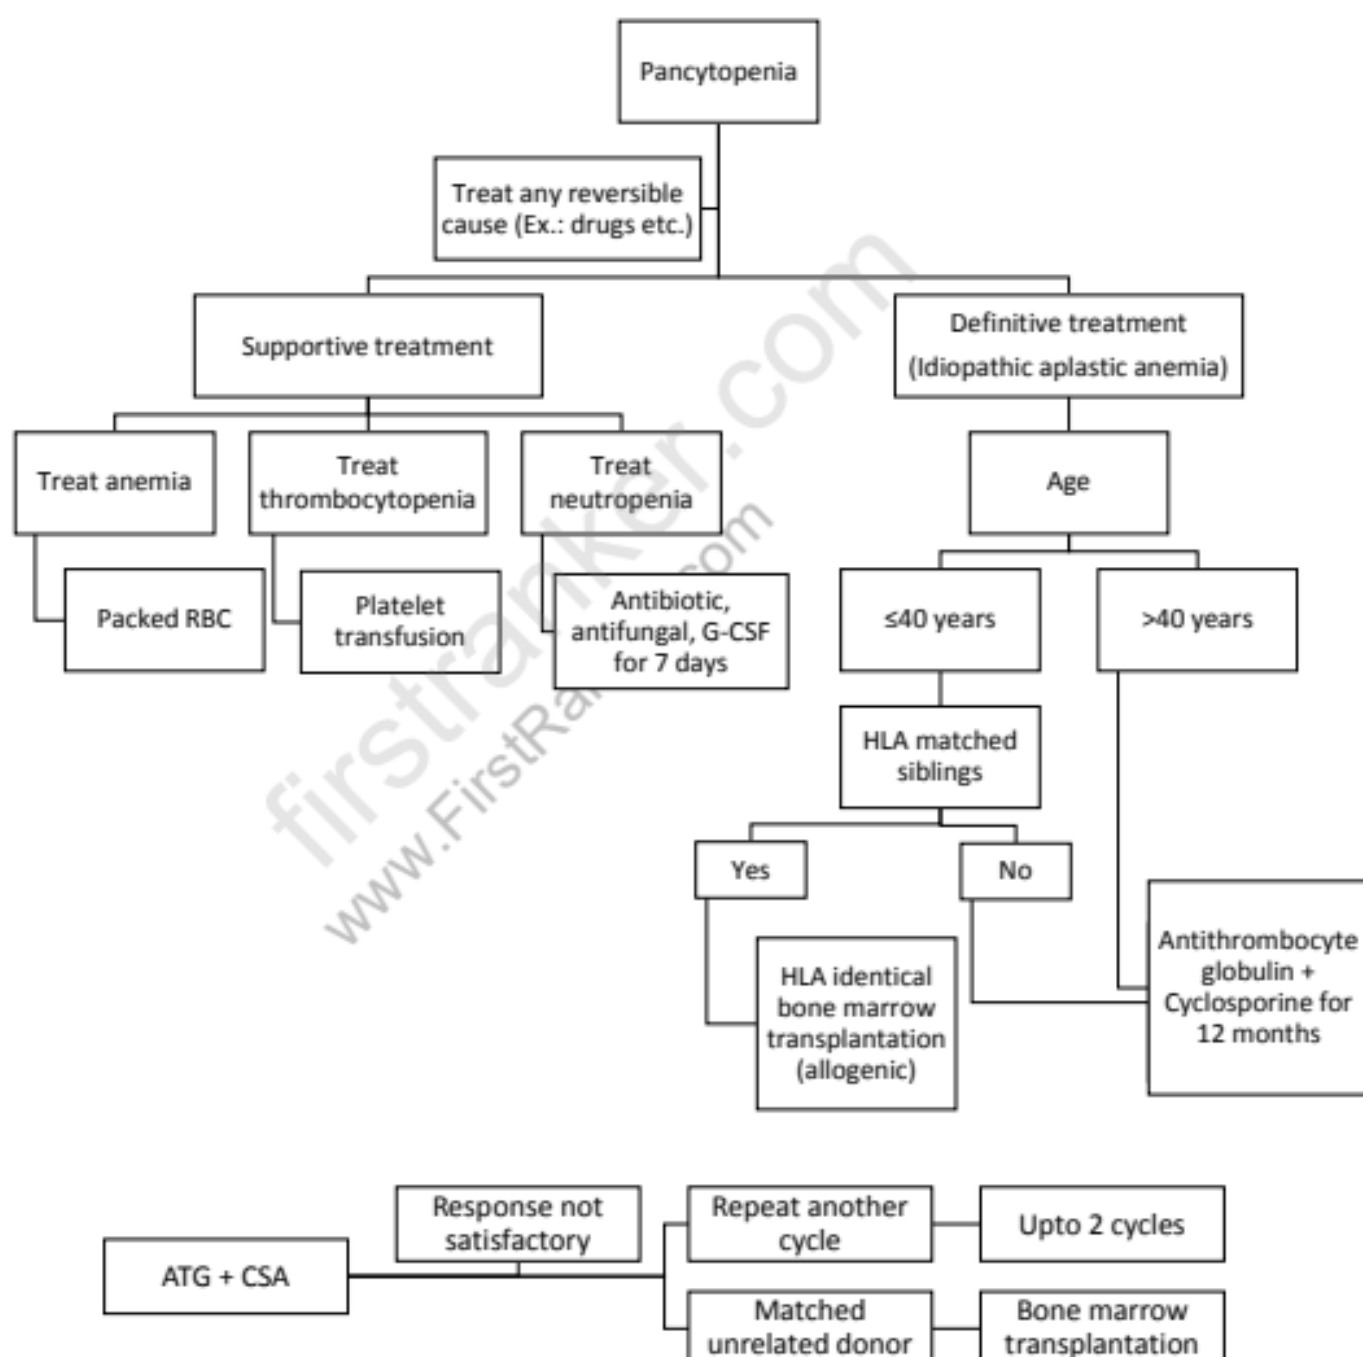 Pancytopenia
Treat any reversible
cause (Ex.: drugs etc.)
Supportive treatment
Definitive treatment
(Idiopathic aplastic anemia)
Treat anemia
Treat
thrombocytopenia
Treat
neutropenia
Age
Packed RBC
Platelet
transfusion
Antibiotic,
antifungal, G-CSF
for 7 days
≤40 years
>40 years
HLA matched
siblings
Yes
No
HLA identical
bone marrow
transplantation
(allogenic)
Antithrombocyte
globulin +
Cyclosporine for
12 months
ATG + CSA
Response not
satisfactory
Repeat another
cycle
Upto 2 cycles
Matched
unrelated donor
Bone marrow
transplantation
firstranker.com